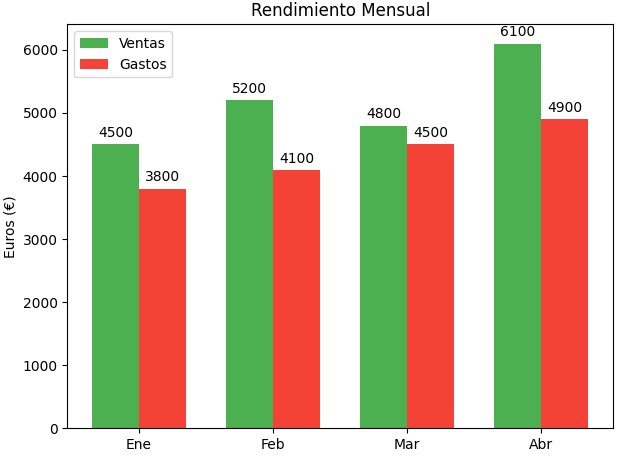 Rendimiento Mensual
Ventas
Gastos
6100
5200
4900
4800
4500
4500
4100
3800
Euros (€)
6000
5000
4000
3000
2000
1000
0
Ene
Feb
Mar
Abr